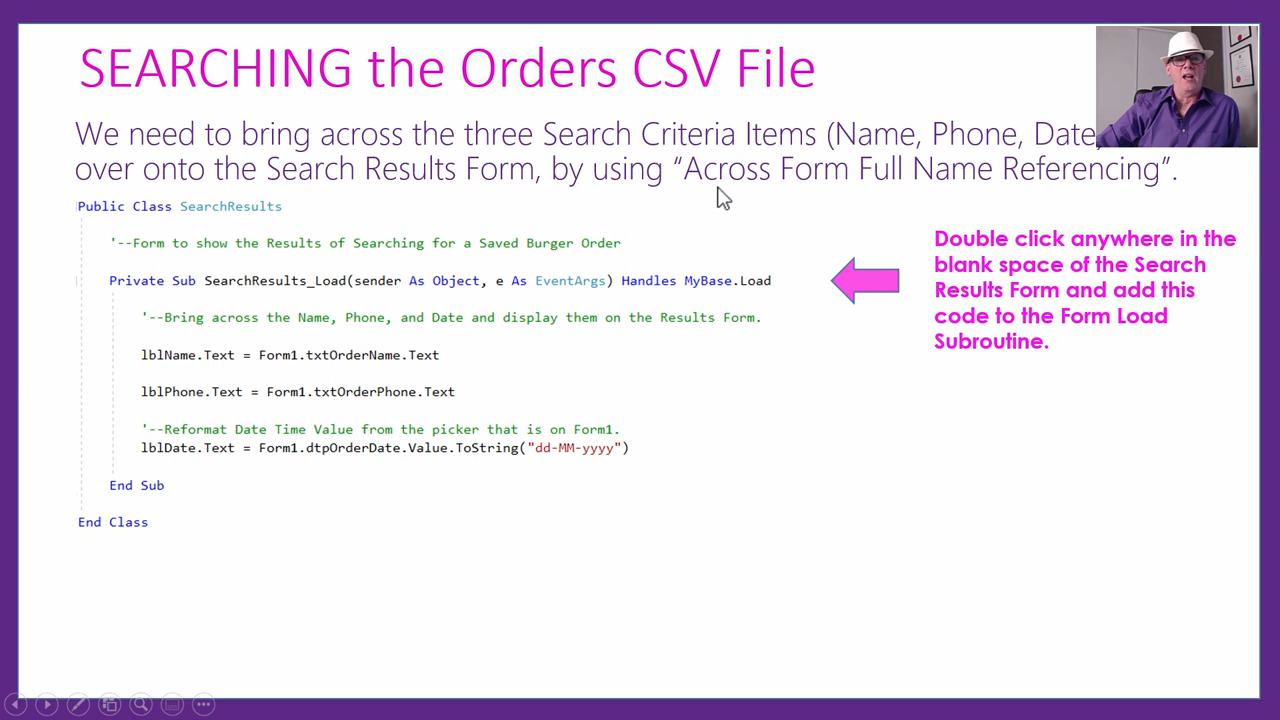 SEARCHING the Orders CSV File
We need to bring across the three Search Criteria Items (Name, Phone, Date,
over onto the Search Results Form, by using “Across Form Full Name Referencing”.
Public Class SearchResults
'--Form to show the Results of Searching for a Saved Burger Order
Private Sub SearchResults_Load(sender As Object, e As EventArgs) Handles MyBase.Load
'--Bring across the Name, Phone, and Date and display them on the Results Form.
lblName.Text = Form1.txtOrderName.Text
lblPhone.Text = Form1.txtOrderPhone.Text
'--Reformat Date Time Value from the picker that is on Form1.
lblDate.Text = Form1.dtpOrderDate.Value.ToString("dd-MM-yyyy")
End Sub
End Class
Double click anywhere in the
blank space of the Search
Results Form and add this
code to the Form Load
Subroutine.